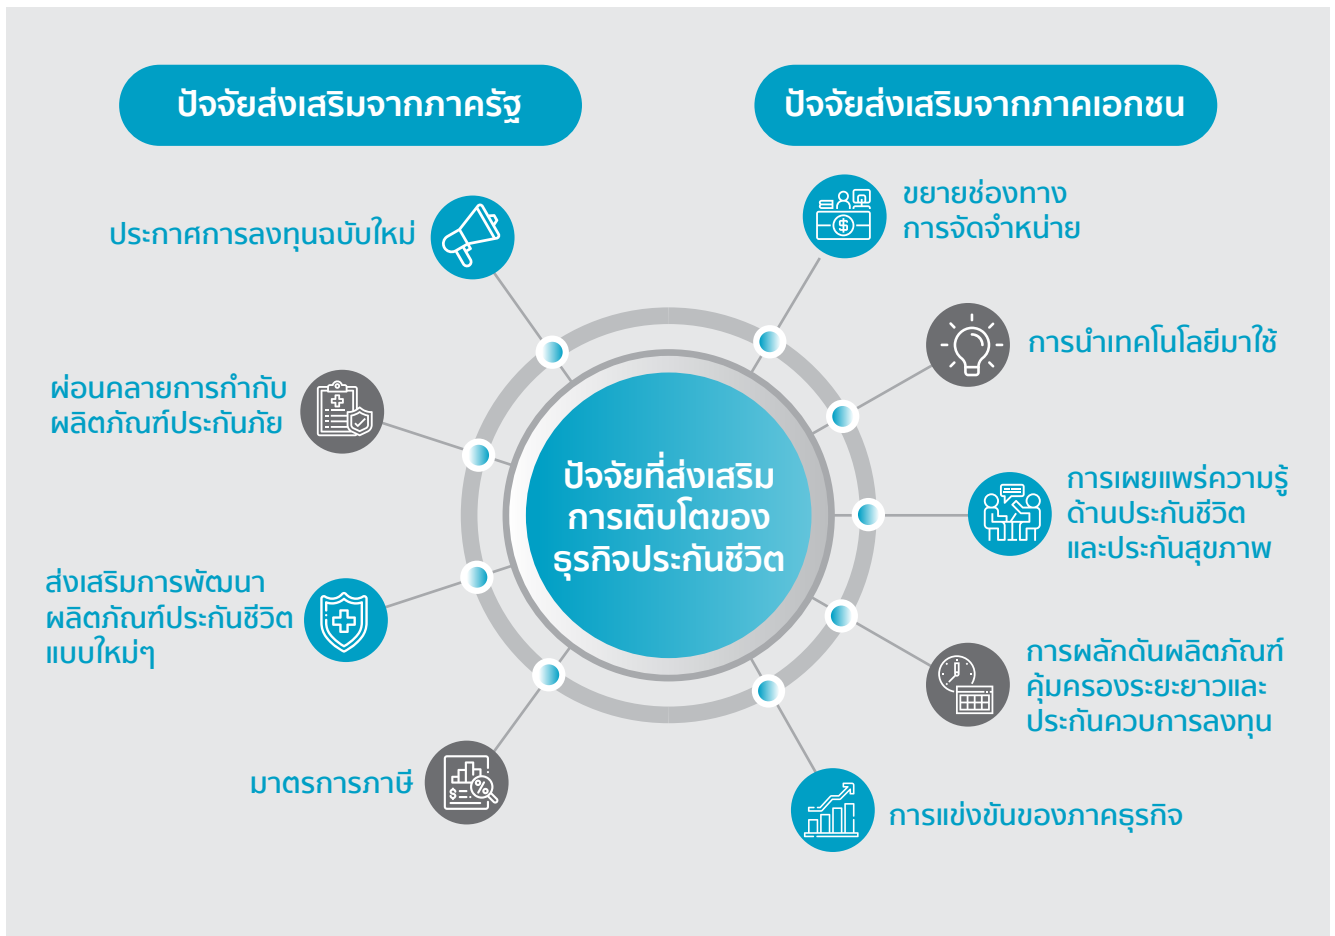 ปัจจัยส่งเสริมจากภาครัฐ
ประกาศการลงทุนฉบับใหม่
ผ่อนคลายการกำกับ
ผลิตภัณฑ์ประกันภัย
ส่งเสริมการพัฒนา
ผลิตภัณฑ์ประกันชีวิต
แบบใหม่ๆ
มาตรการภาษี
ปัจจัยที่ส่งเสริม
การเติบโตของ
ธุรกิจประกันชีวิต
ปัจจัยส่งเสริมจากภาคเอกชน
ขยายช่องทาง
การจัดจำหน่าย
การนำเทคโนโลยีมาใช้
การเผยแพร่ความรู้
ด้านประกันชีวิต
และประกันสุขภาพ
การผลักดันผลิตภัณฑ์
คุ้มครองระยะยาวและ
ประกันควบการลงทุน
การแข่งขันของภาคธุรกิจ